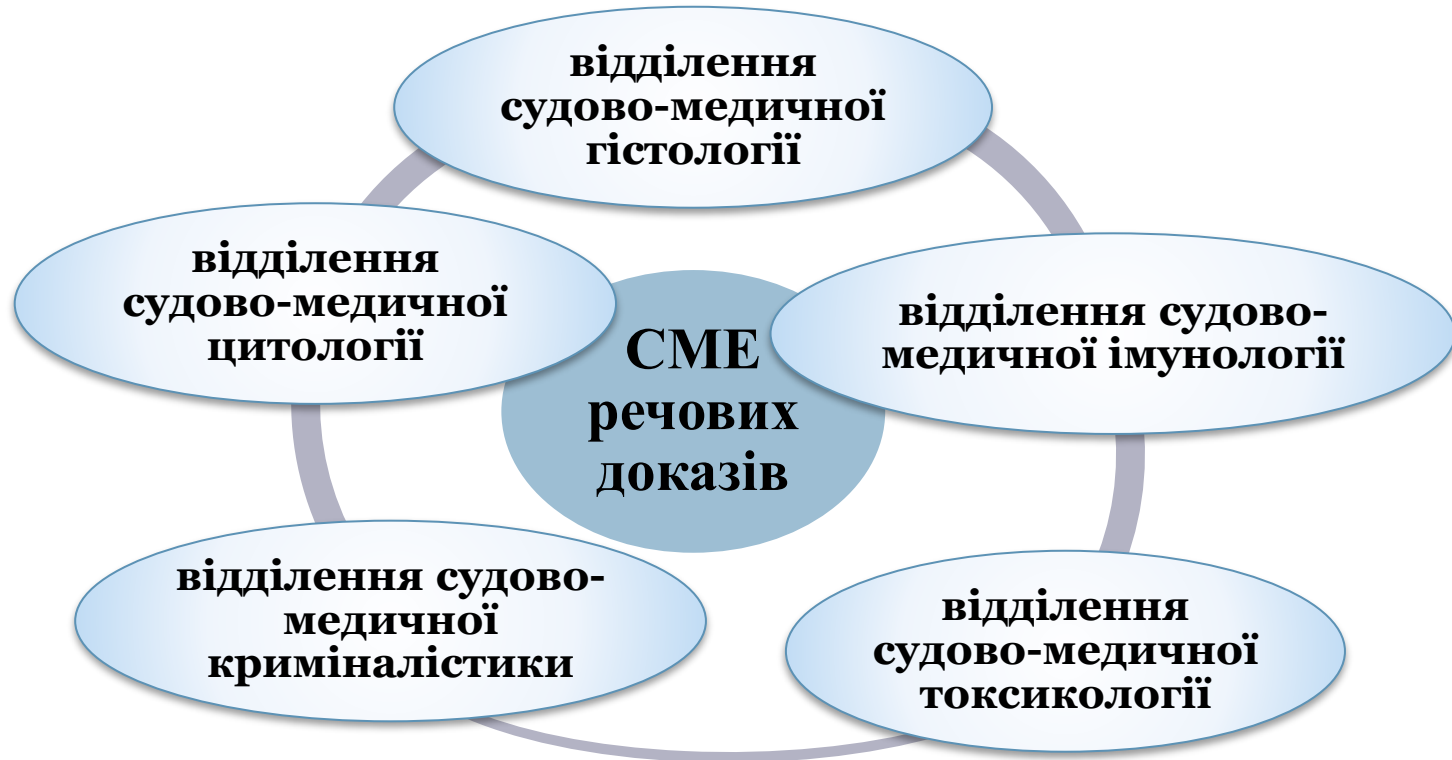 відділення
судово-медичної
гістології
відділення
судово-медичної
цитології
відділення судово-
медичної імунології
СМЕ
речових
доказів
відділення судово-
медичної
криміналістики
відділення
судово-медичної
токсикології